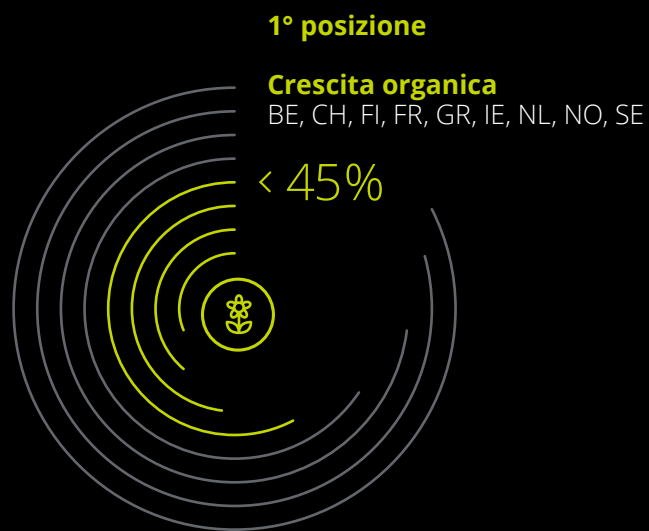 1° posizione
Crescita organica
BE, CH, FI, FR, GR, IE, NL, NO, SE
< 45%